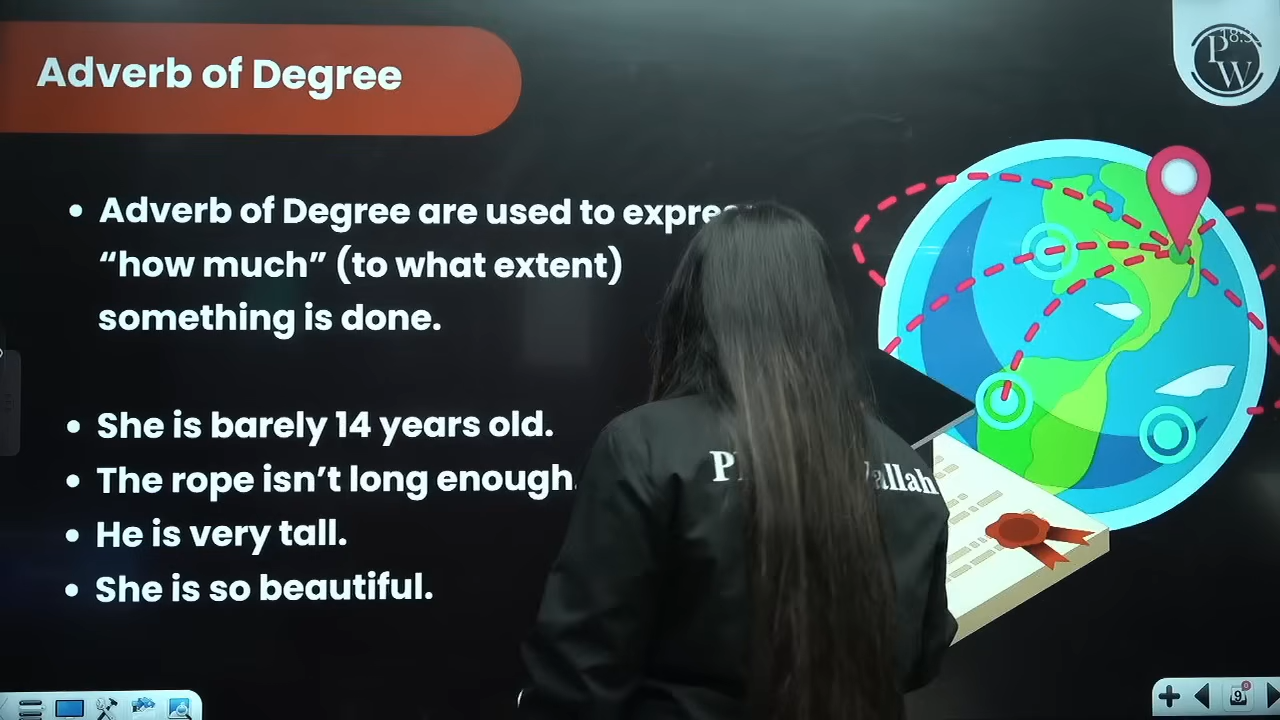 Adverb of Degree
PW
• Adverb of Degree are used to
“how much” (to what extent)
something is done.
• She is barely 14 years old.
• The rope isn’t long enough.
• He is very tall.
• She is so beautiful.
9